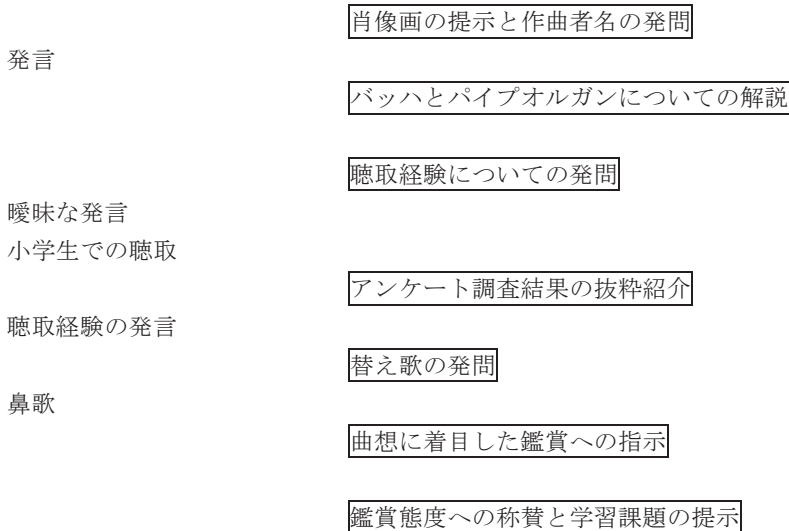 肖像画の提示と作曲者名の発問
発言
バッハとパイプオルガンについての解説
聴取経験についての発問
曖昧な発言
小学生での聴取
アンケート調査結果の抜粋紹介
聴取経験の発言
替え歌の発問
鼻歌
曲想に着目した鑑賞への指示
鑑賞態度への称賛と学習課題の提示